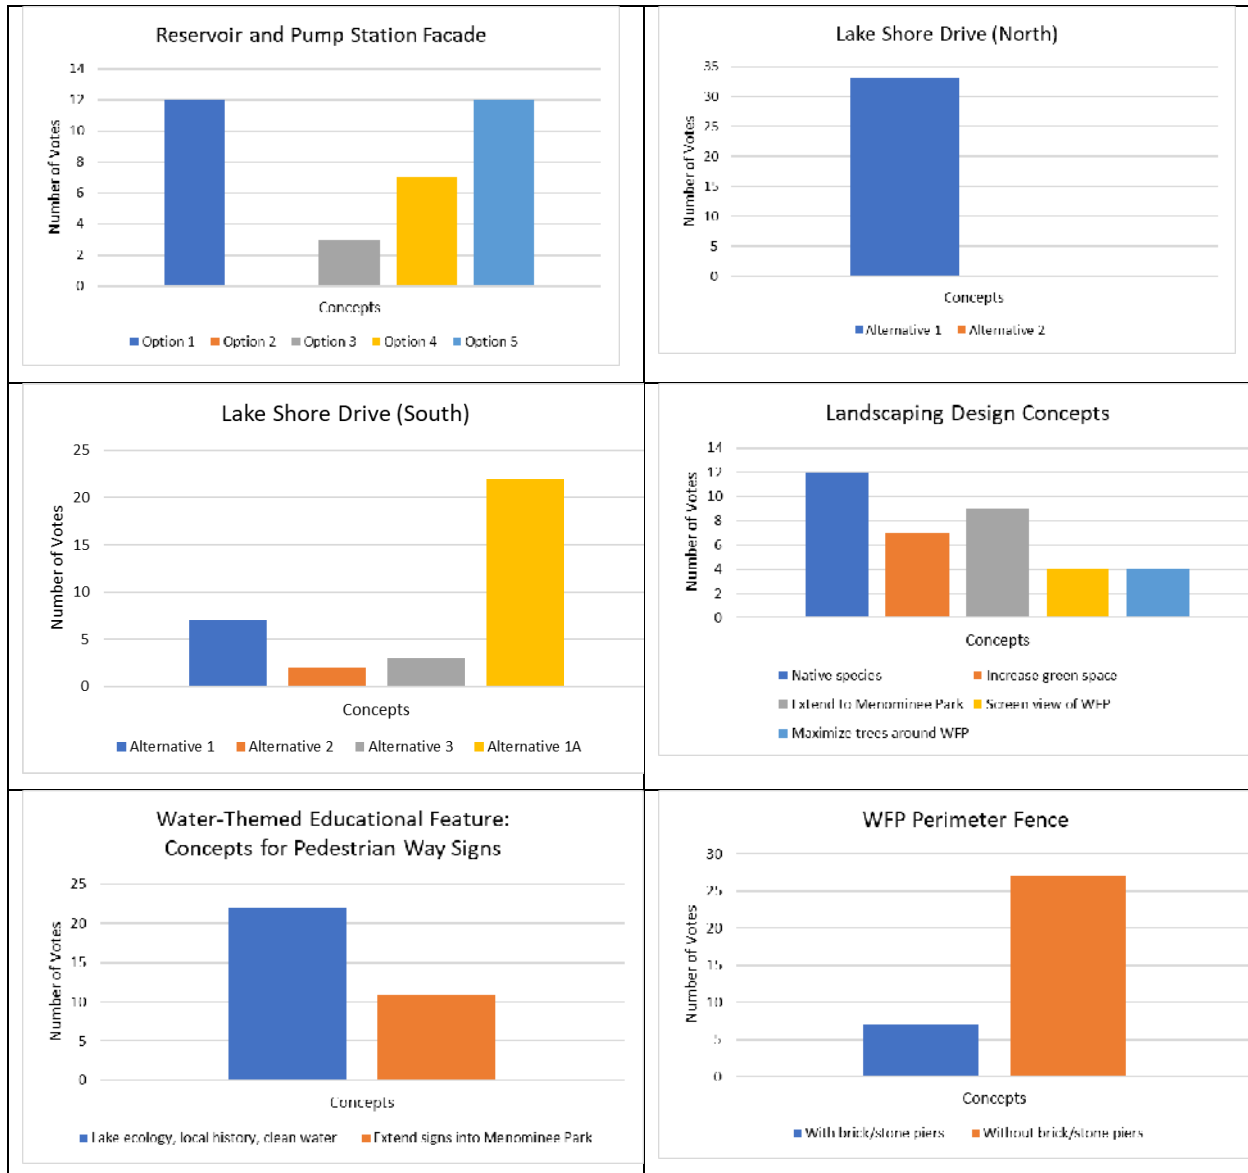 Reservoir and Pump Station Facade
14
12
10
8
6
4
2
0
Number of Votes
Concepts
Option 1 Option 2 Option 3 Option 4 Option 5
Lake Shore Drive (North)
35
33
25
20
15
10
5
0
Number of Votes
Concepts
Alternative 1 Alternative 2
Lake Shore Drive (South)
25
20
15
10
5
0
Number of Votes
Concepts
Alternative 1 Alternative 2 Alternative 3 Alternative 1A
Landscaping Design Concepts
14
12
10
8
6
4
2
0
Number of Votes
Concepts
Native species Increase green space
Extend to Menominee Park Screen view of WFP
Maximize trees around WFP
Water-Themed Educational Feature:
Concepts for Pedestrian Way Signs
25
20
15
10
5
0
Number of Votes
Concepts
Lake ecology, local history, clean water Extend signs into Menominee Park
WFP Perimeter Fence
30
25
20
15
10
5
0
Number of Votes
Concepts
With brick/stone piers Without brick/stone piers